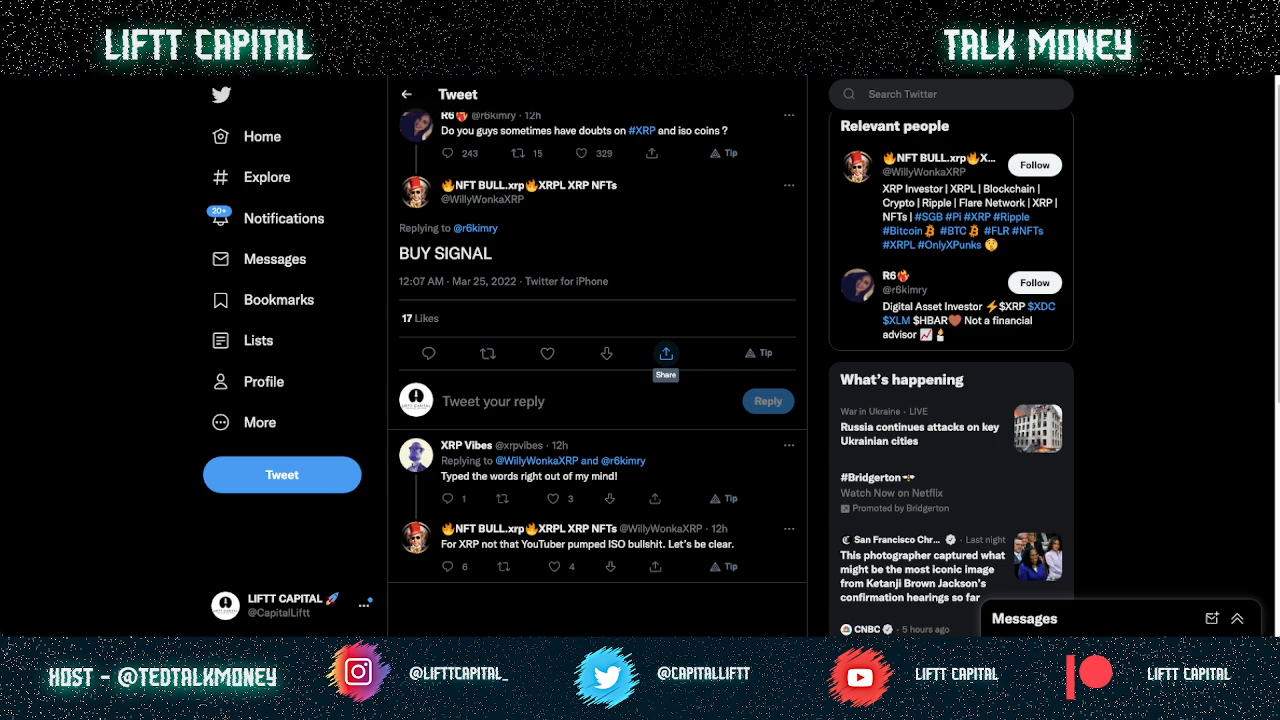 LIFTT CAPITAL
TALK MONEY
Home
Explore
20+
Notifications
Messages
Bookmarks
Lists
Profile
More
Tweet
LIFTT CAPITAL 🚀
@CapitalLiftt
Tweet
R6❤️‍🔥 @r6kimry · 12h
Do you guys sometimes have doubts on #XRP and iso coins ?
243 15 329 Tip
🔥NFT BULL.xrp🔥XRPL XRP NFTs
@WillyWonkaXRP
Replying to @r6kimry
BUY SIGNAL
12:07 AM · Mar 25, 2022 · Twitter for iPhone
17 Likes
Tip
Share
Tweet your reply
Reply
XRP Vibes @xrpvibes · 12h
Replying to @WillyWonkaXRP and @r6kimry
Typed the words right out of my mind!
1 3 Tip
🔥NFT BULL.xrp🔥XRPL XRP NFTs @WillyWonkaXRP · 12h
For XRP not that YouTuber pumped ISO bullshit. Let's be clear.
6 4 Tip
Search Twitter
Relevant people
🔥NFT BULL.xrp🔥X...
@WillyWonkaXRP
Follow
XRP Investor | XRPL | Blockchain |
Crypto | Ripple | Flare Network | XRP |
NFTs | #SGB #Pi #XRP #Ripple
#Bitcoin #BTC #FLR #NFTs
#XRPL #OnlyXPunks 🤫
R6❤️‍🔥
@r6kimry
Follow
Digital Asset Investor ⚡$XRP $XDC
$XLM $HBAR🤎 Not a financial
advisor 📈🕯️
What's happening
War in Ukraine · LIVE
Russia continues attacks on key
Ukrainian cities
#Bridgerton
Watch Now on Netflix
Promoted by Bridgerton
San Francisco Chr... · Last night
This photographer captured what
might be the most iconic image
from Ketanji Brown Jackson's
confirmation hearings so far
CNBC · 5 hours ago
Messages
HOST - @TEDTALKMONEY
@LIFTTCAPITAL_
@CAPITALLIFTT
LIFTT CAPITAL
LIFTT CAPITAL